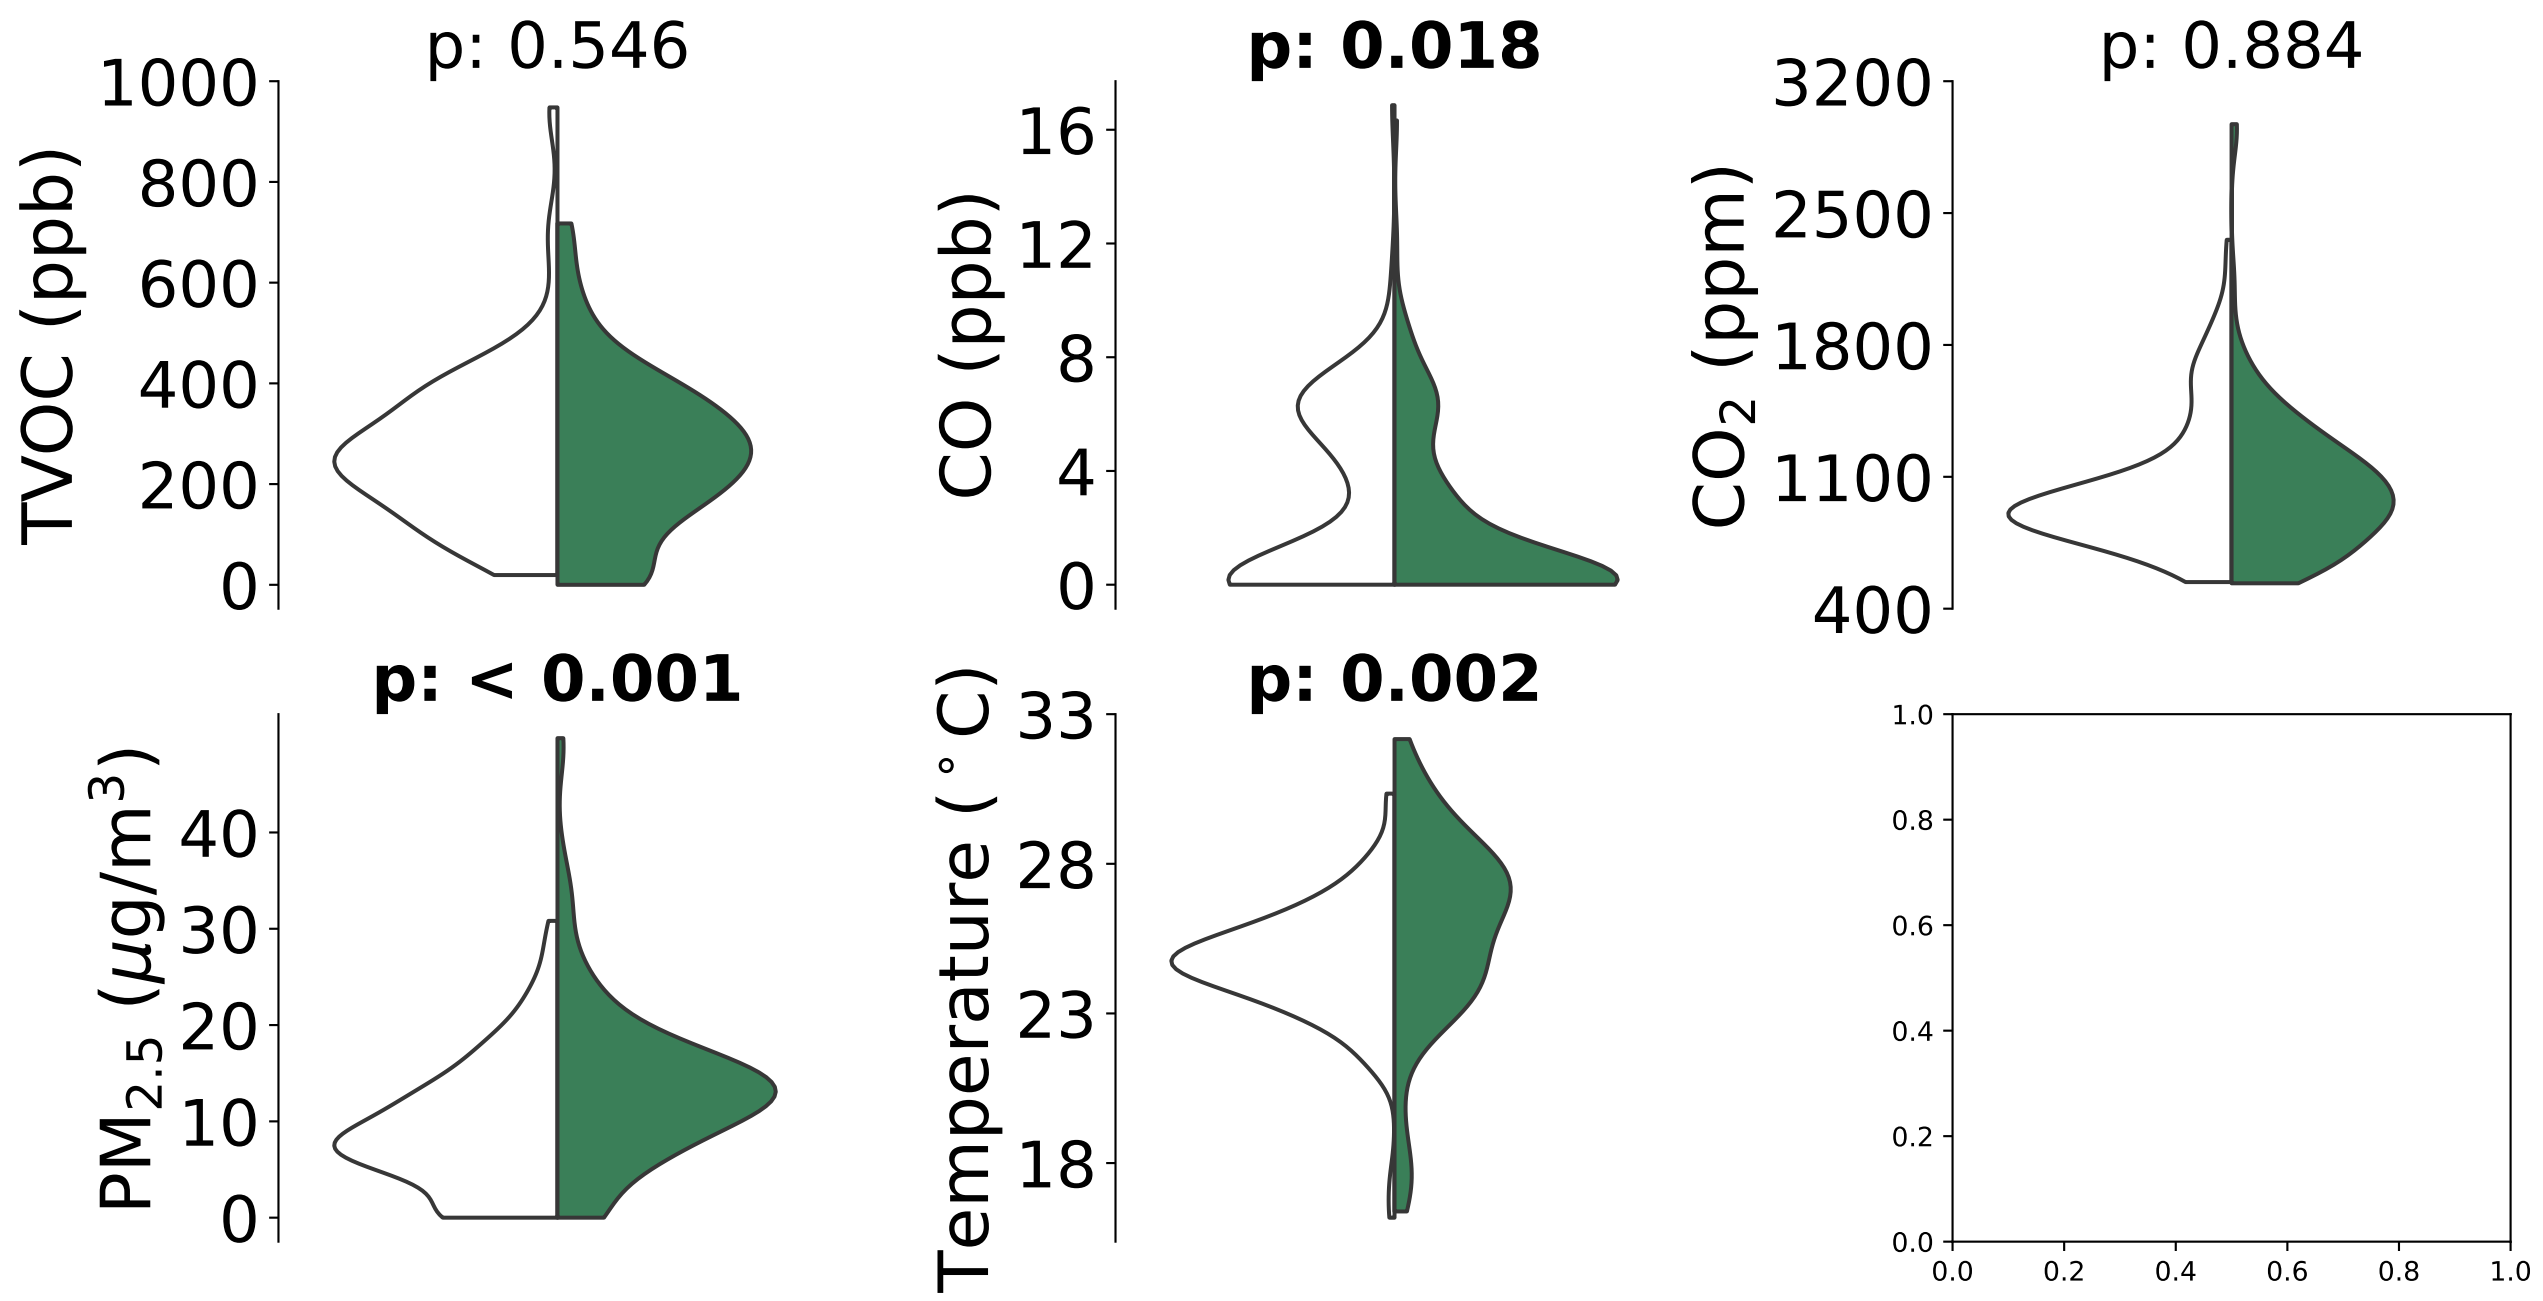 p: 0.546
TVOC (ppb)
1000
800
600
400
200
0
p: 0.018
CO (ppb)
16
12
8
4
0
p: 0.884
CO₂ (ppm)
3200
2500
1800
1100
400
p: < 0.001
PM₂.₅ (μg/m³)
40
30
20
10
0
p: 0.002
Temperature (°C)
33
28
23
18
1.0
0.8
0.6
0.4
0.2
0.0
0.0 0.2 0.4 0.6 0.8 1.0